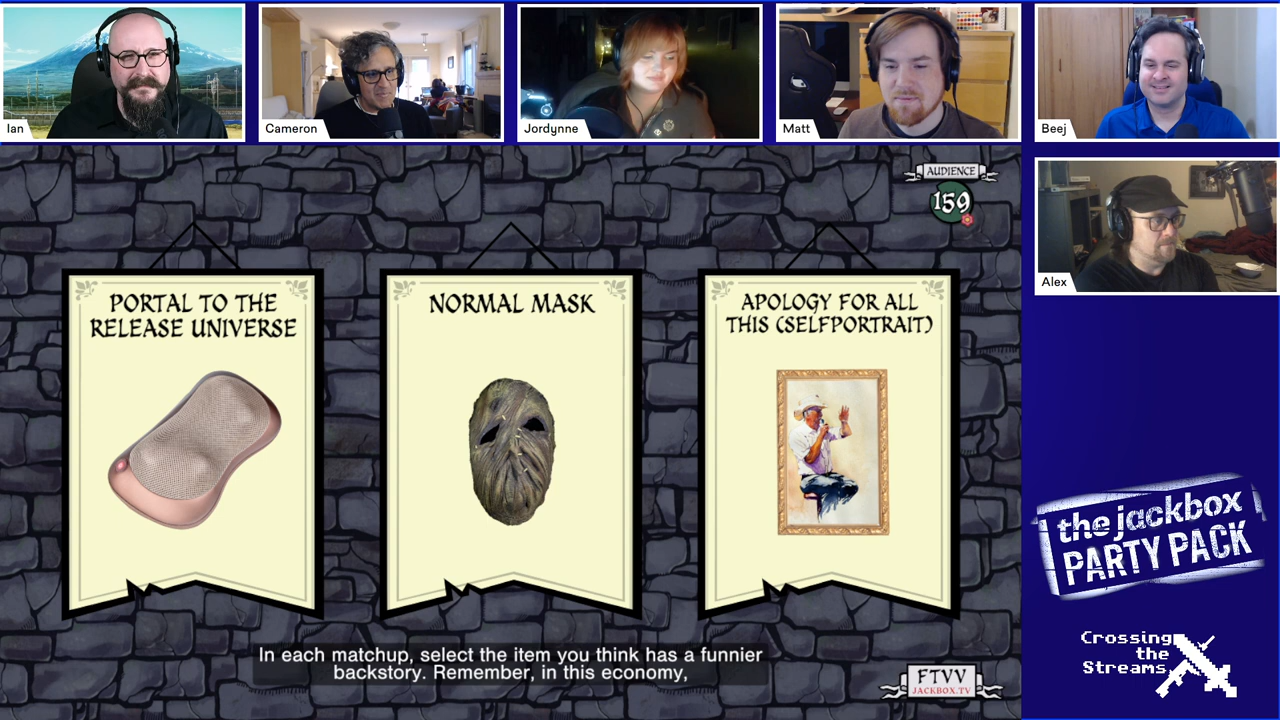 Ian
Cameron
Jordynne
Matt
Beej
Alex
AUDIENCE
159
PORTAL TO THE
RELEASE UNIVERSE
NORMAL MASK
APOLOGY FOR ALL
THIS (SELFPORTRAIT)
In each matchup, select the item you think has a funnier
backstory. Remember, in this economy,
FTVV
JACKBOX.TV
the jackbox
PARTY PACK
Crossing
the
Streams